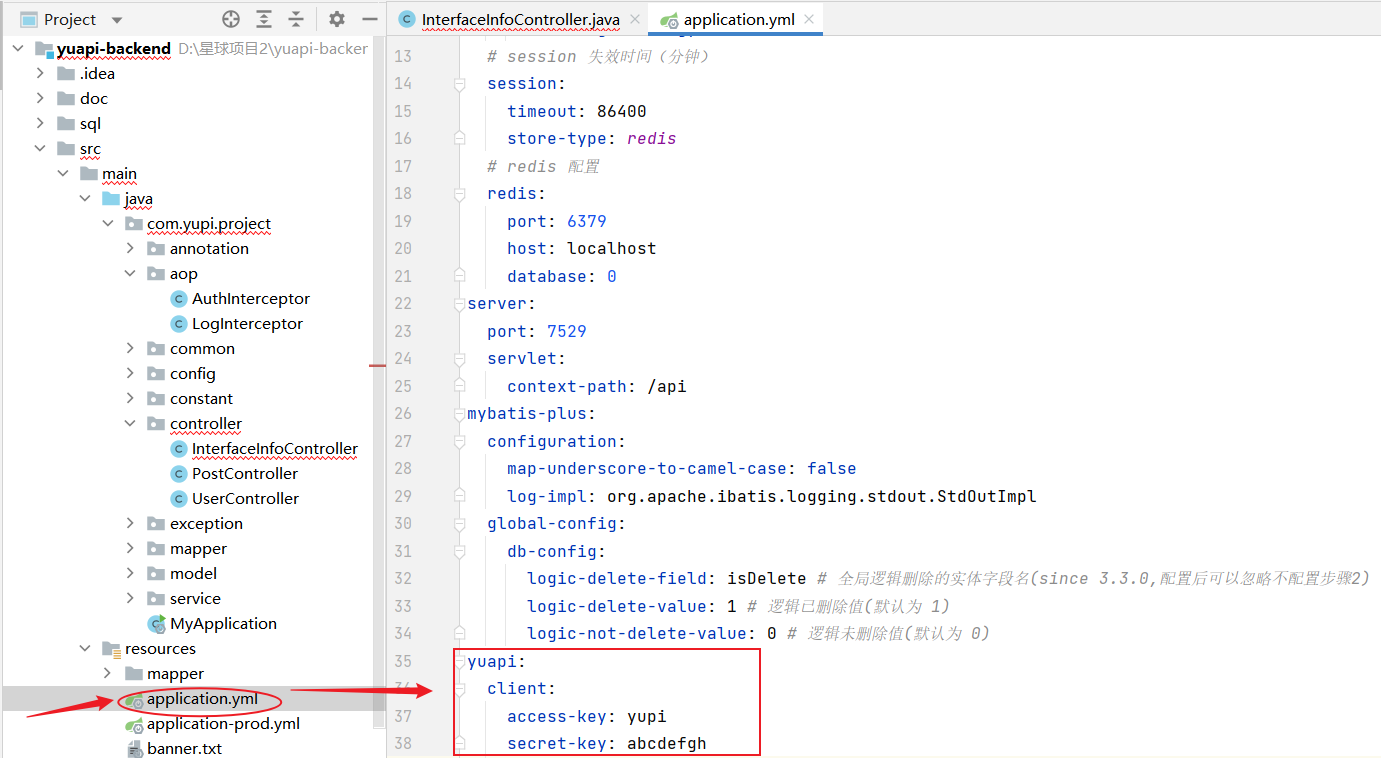 Project
yuapi-backend D:\星球项目2\yuapi-backer
.idea
doc
sql
src
main
java
com.yupi.project
annotation
aop
AuthInterceptor
LogInterceptor
common
config
constant
controller
InterfaceInfoController
PostController
UserController
exception
mapper
model
service
MyApplication
resources
mapper
application.yml
application-prod.yml
banner.txt
InterfaceInfoController.java
application.yml
13 # session 失效时间（分钟）
14 session:
15 timeout: 86400
16 store-type: redis
17 # redis 配置
18 redis:
19 port: 6379
20 host: localhost
21 database: 0
22 server:
23 port: 7529
24 servlet:
25 context-path: /api
26 mybatis-plus:
27 configuration:
28 map-underscore-to-camel-case: false
29 log-impl: org.apache.ibatis.logging.stdout.StdOutImpl
30 global-config:
31 db-config:
32 logic-delete-field: isDelete # 全局逻辑删除的实体字段名(since 3.3.0,配置后可以忽略不配置步骤2)
33 logic-delete-value: 1 # 逻辑已删除值(默认为 1)
34 logic-not-delete-value: 0 # 逻辑未删除值(默认为 0)
35 yuapi:
36 client:
37 access-key: yupi
38 secret-key: abcdefgh